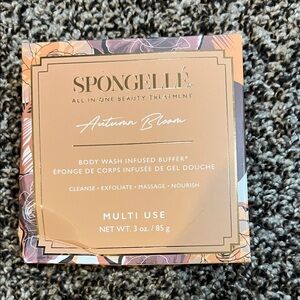 SPONGELLÉ.
ALL IN ONE BEAUTY TREATMENT
Autumn Bloom
BODY WASH INFUSED BUFFER®
ÉPONGE DE CORPS INFUSÉE DE GEL DOUCHE
CLEANSE • EXFOLIATE • MASSAGE • NOURISH
MULTI USE
NET WT. 3 oz. / 85 g